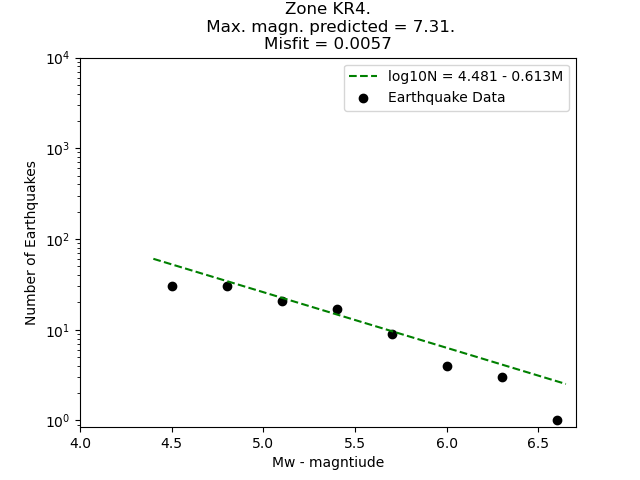 Zone KR4.
Max. magn. predicted = 7.31.
Misfit = 0.0057
log10N = 4.481 - 0.613M
Earthquake Data
Number of Earthquakes
10^4
10^3
10^2
10^1
10^0
4.0 4.5 5.0 5.5 6.0 6.5
Mw - magntiude